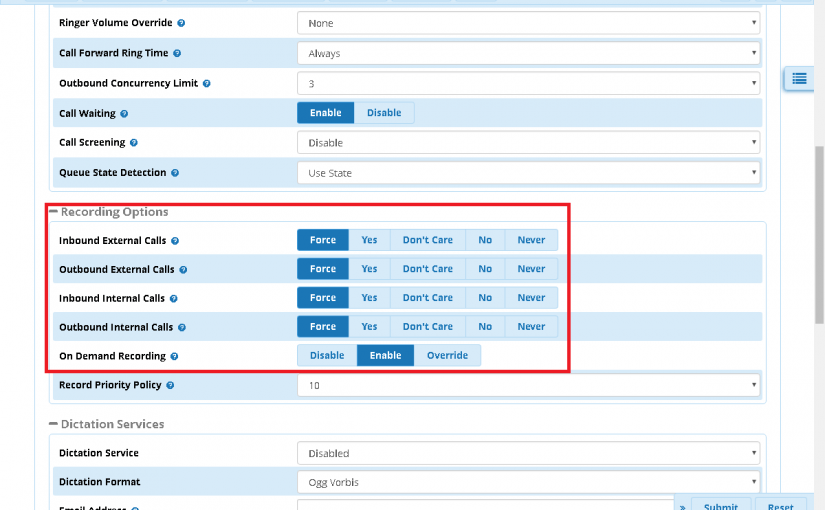 Ringer Volume Override None
Call Forward Ring Time Always
Outbound Concurrency Limit 3
Call Waiting Enable Disable
Call Screening Disable
Queue State Detection Use State
Recording Options
Inbound External Calls Force Yes Don't Care No Never
Outbound External Calls Force Yes Don't Care No Never
Inbound Internal Calls Force Yes Don't Care No Never
Outbound Internal Calls Force Yes Don't Care No Never
On Demand Recording Disable Enable Override
Record Priority Policy 10
Dictation Services
Dictation Service Disabled
Dictation Format Ogg Vorbis
Email Address » Submit Reset